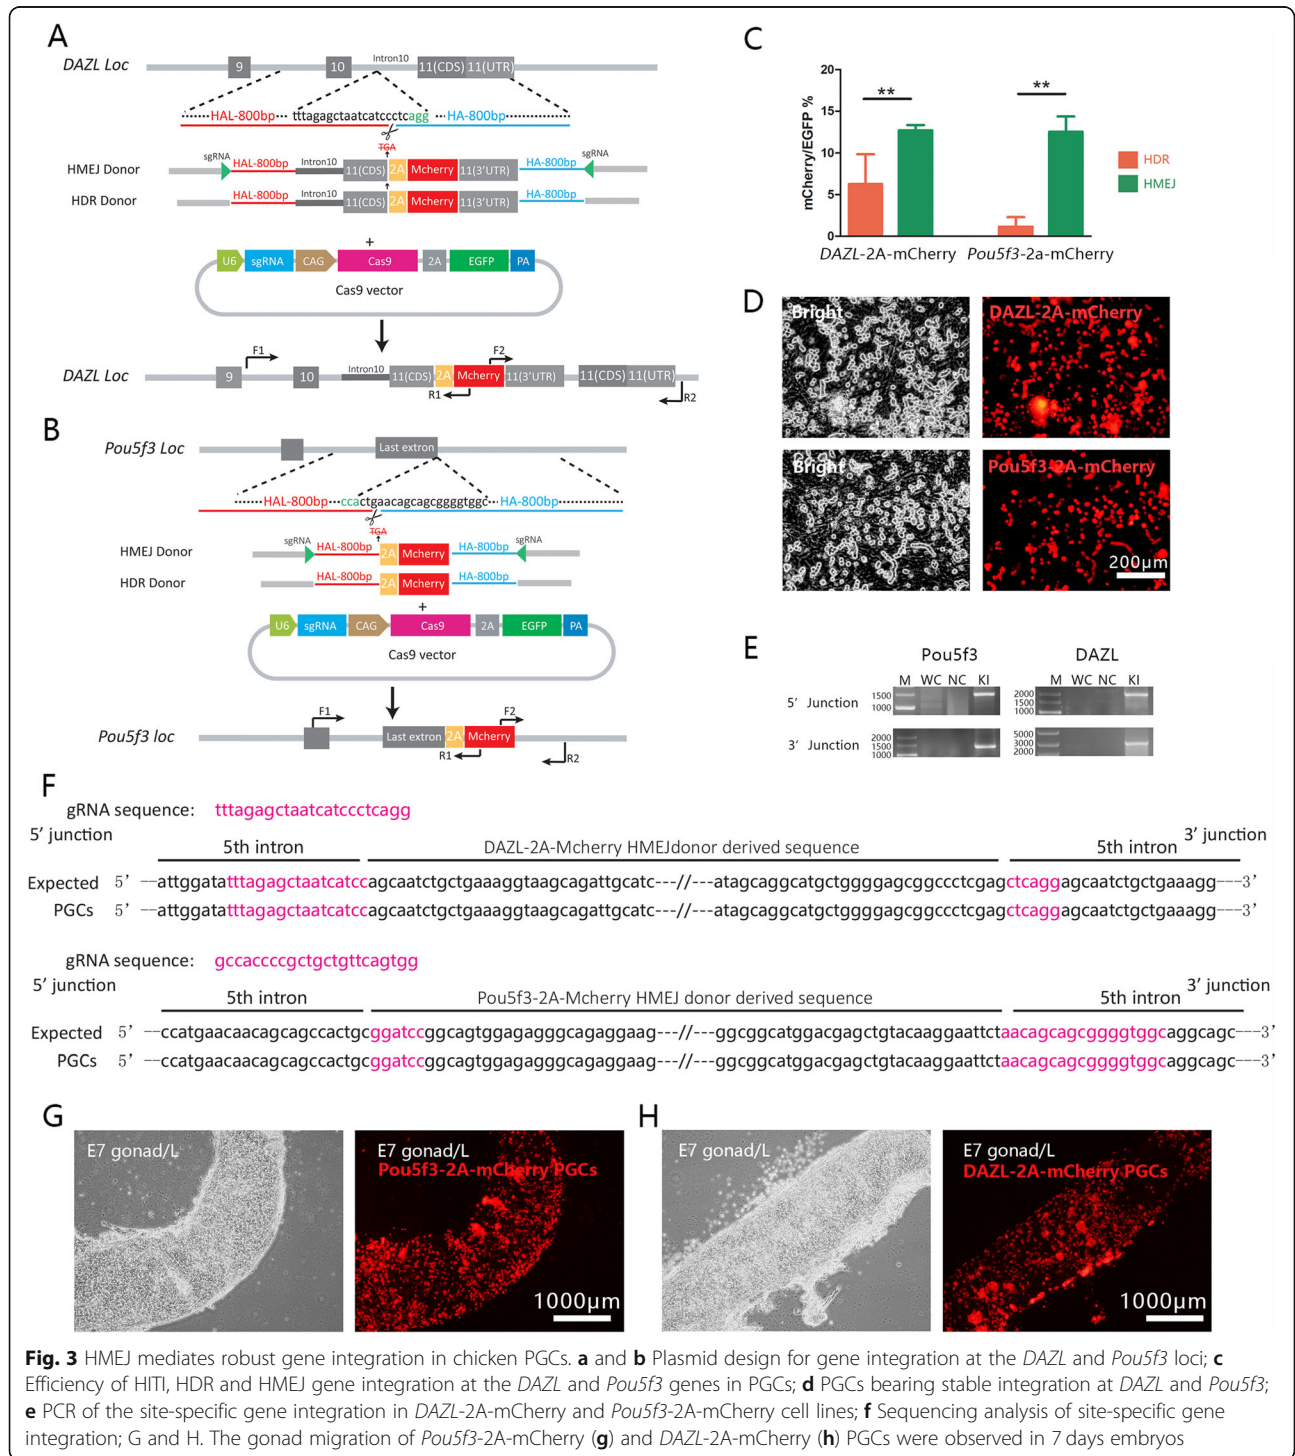 A
DAZL Loc
9
10
Intron10
11(CDS)
11(UTR)
HAL-800bp
tttagagctaatcatccctcagg
HA-800bp
TGA
HMEJ Donor
sgRNA
HAL-800bp
Intron10
11(CDS)
2A
Mcherry
11(3'UTR)
HA-800bp
sgRNA
HDR Donor
HAL-800bp
Intron10
11(CDS)
2A
Mcherry
11(3'UTR)
HA-800bp
+
U6
sgRNA
CAG
Cas9
2A
EGFP
PA
Cas9 vector
DAZL Loc
9
F1
10
Intron10
11(CDS)
2A
Mcherry
F2
11(3'UTR)
11(CDS)
11(UTR)
R1
R2
B
Pou5f3 Loc
Last extron
HAL-800bp
ccactgaacagcagcggggtggc
HA-800bp
TGA
HMEJ Donor
sgRNA
HAL-800bp
2A
Mcherry
HA-800bp
sgRNA
HDR Donor
HAL-800bp
2A
Mcherry
HA-800bp
+
U6
sgRNA
CAG
Cas9
2A
EGFP
PA
Cas9 vector
Pou5f3 loc
F1
Last extron
2A
Mcherry
F2
R1
R2
C
mCherry/EGFP %
20
15
10
5
0
**
**
HDR
HMEJ
DAZL-2A-mCherry
Pou5f3-2a-mCherry
D
Bright
DAZL-2A-mCherry
Bright
Pou5f3-2A-mCherry
200μm
E
Pou5f3
DAZL
M WC NC KI
M WC NC KI
5' Junction
1500
1000
2000
1500
1000
3' Junction
2000
1500
1000
5000
3000
2000
F
gRNA sequence: tttagagctaatcatccctcagg
5' junction
3' junction
5th intron
DAZL-2A-Mcherry HMEJdonor derived sequence
5th intron
Expected 5' —attggatatttagagctaatcatccagcaatctgctgaaaggtaagcagattgcatc---//---atagcaggcatgctggggagcggccctcgagctcaggagcaatctgctgaaagg---3'
PGCs 5' —attggatatttagagctaatcatccagcaatctgctgaaaggtaagcagattgcatc---//---atagcaggcatgctggggagcggccctcgagctcaggagcaatctgctgaaagg---3'
gRNA sequence: gccaccccgctgctgttcagtgg
5' junction
3' junction
5th intron
Pou5f3-2A-Mcherry HMEJ donor derived sequence
5th intron
Expected 5' —ccatgaacaacagcagccactgcggatccggcagtggagagggcagaggaag---//---ggcggcatggacgagctgtacaaggaattctaacagcagcggggtggcaggcagc---3'
PGCs 5' —ccatgaacaacagcagccactgcggatccggcagtggagagggcagaggaag---//---ggcggcatggacgagctgtacaaggaattctaacagcagcggggtggcaggcagc---3'
G
E7 gonad/L
E7 gonad/L
Pou5f3-2A-mCherry PGCs
1000μm
H
E7 gonad/L
E7 gonad/L
DAZL-2A-mCherry PGCs
1000μm
Fig. 3 HMEJ mediates robust gene integration in chicken PGCs. a and b Plasmid design for gene integration at the DAZL and Pou5f3 loci; c
Efficiency of HITI, HDR and HMEJ gene integration at the DAZL and Pou5f3 genes in PGCs; d PGCs bearing stable integration at DAZL and Pou5f3;
e PCR of the site-specific gene integration in DAZL-2A-mCherry and Pou5f3-2A-mCherry cell lines; f Sequencing analysis of site-specific gene
integration; G and H. The gonad migration of Pou5f3-2A-mCherry (g) and DAZL-2A-mCherry (h) PGCs were observed in 7 days embryos